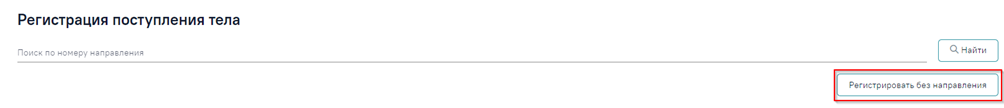 Регистрация поступления тела
Поиск по номеру направления
Найти
Регистрировать без направления